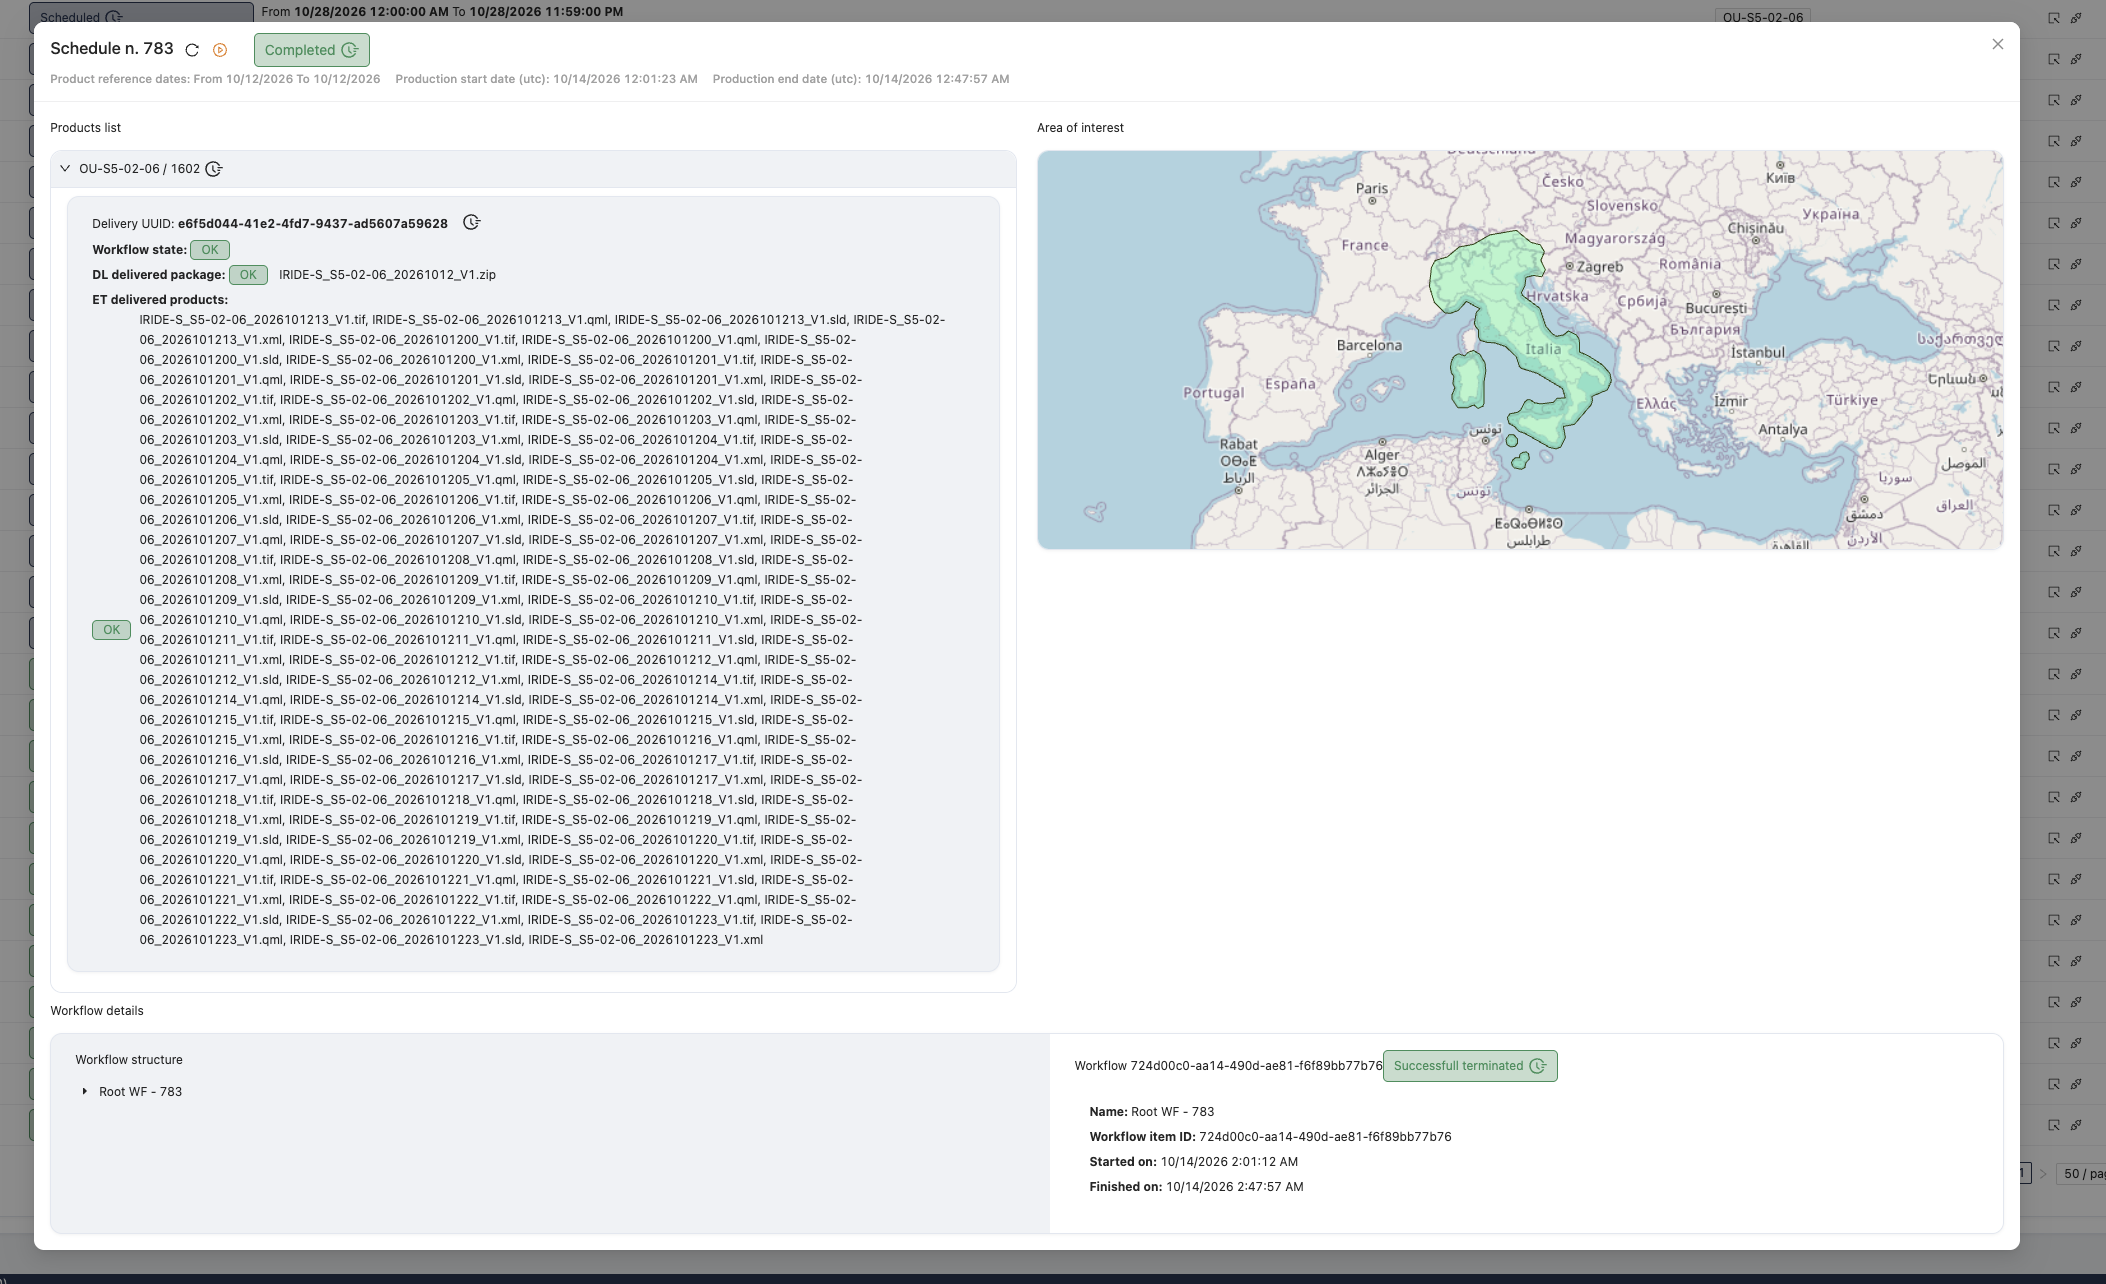 Scheduled
From 10/28/2026 12:00:00 AM To 10/28/2026 11:59:00 PM
OU-S5-02-06
Schedule n. 783
Completed
Product reference dates: From 10/12/2026 To 10/12/2026 Production start date (utc): 10/14/2026 12:01:23 AM Production end date (utc): 10/14/2026 12:47:57 AM
Products list
OU-S5-02-06 / 1602
Delivery UUID: e6f5d044-41e2-4fd7-9437-ad5607a59628
Workflow state: OK
DL delivered package: OK IRIDE-S_S5-02-06_20261012_V1.zip
ET delivered products:
IRIDE-S_S5-02-06_2026101213_V1.tif, IRIDE-S_S5-02-06_2026101213_V1.qml, IRIDE-S_S5-02-06_2026101213_V1.sld, IRIDE-S_S5-02-
06_2026101213_V1.xml, IRIDE-S_S5-02-06_2026101200_V1.tif, IRIDE-S_S5-02-06_2026101200_V1.qml, IRIDE-S_S5-02-
06_2026101200_V1.sld, IRIDE-S_S5-02-06_2026101200_V1.xml, IRIDE-S_S5-02-06_2026101201_V1.tif, IRIDE-S_S5-02-
06_2026101201_V1.qml, IRIDE-S_S5-02-06_2026101201_V1.sld, IRIDE-S_S5-02-06_2026101201_V1.xml, IRIDE-S_S5-02-
06_2026101202_V1.tif, IRIDE-S_S5-02-06_2026101202_V1.qml, IRIDE-S_S5-02-06_2026101202_V1.sld, IRIDE-S_S5-02-
06_2026101202_V1.xml, IRIDE-S_S5-02-06_2026101203_V1.tif, IRIDE-S_S5-02-06_2026101203_V1.qml, IRIDE-S_S5-02-
06_2026101203_V1.sld, IRIDE-S_S5-02-06_2026101203_V1.xml, IRIDE-S_S5-02-06_2026101204_V1.tif, IRIDE-S_S5-02-
06_2026101204_V1.qml, IRIDE-S_S5-02-06_2026101204_V1.sld, IRIDE-S_S5-02-06_2026101204_V1.xml, IRIDE-S_S5-02-
06_2026101205_V1.tif, IRIDE-S_S5-02-06_2026101205_V1.qml, IRIDE-S_S5-02-06_2026101205_V1.sld, IRIDE-S_S5-02-
06_2026101205_V1.xml, IRIDE-S_S5-02-06_2026101206_V1.tif, IRIDE-S_S5-02-06_2026101206_V1.qml, IRIDE-S_S5-02-
06_2026101206_V1.sld, IRIDE-S_S5-02-06_2026101206_V1.xml, IRIDE-S_S5-02-06_2026101207_V1.tif, IRIDE-S_S5-02-
06_2026101207_V1.qml, IRIDE-S_S5-02-06_2026101207_V1.sld, IRIDE-S_S5-02-06_2026101207_V1.xml, IRIDE-S_S5-02-
06_2026101208_V1.tif, IRIDE-S_S5-02-06_2026101208_V1.qml, IRIDE-S_S5-02-06_2026101208_V1.sld, IRIDE-S_S5-02-
06_2026101208_V1.xml, IRIDE-S_S5-02-06_2026101209_V1.tif, IRIDE-S_S5-02-06_2026101209_V1.qml, IRIDE-S_S5-02-
06_2026101209_V1.sld, IRIDE-S_S5-02-06_2026101209_V1.xml, IRIDE-S_S5-02-06_2026101210_V1.tif, IRIDE-S_S5-02-
06_2026101210_V1.qml, IRIDE-S_S5-02-06_2026101210_V1.sld, IRIDE-S_S5-02-06_2026101210_V1.xml, IRIDE-S_S5-02-
OK
06_2026101211_V1.tif, IRIDE-S_S5-02-06_2026101211_V1.qml, IRIDE-S_S5-02-06_2026101211_V1.sld, IRIDE-S_S5-02-
06_2026101211_V1.xml, IRIDE-S_S5-02-06_2026101212_V1.tif, IRIDE-S_S5-02-06_2026101212_V1.qml, IRIDE-S_S5-02-
06_2026101212_V1.sld, IRIDE-S_S5-02-06_2026101212_V1.xml, IRIDE-S_S5-02-06_2026101214_V1.tif, IRIDE-S_S5-02-
06_2026101214_V1.qml, IRIDE-S_S5-02-06_2026101214_V1.sld, IRIDE-S_S5-02-06_2026101214_V1.xml, IRIDE-S_S5-02-
06_2026101215_V1.tif, IRIDE-S_S5-02-06_2026101215_V1.qml, IRIDE-S_S5-02-06_2026101215_V1.sld, IRIDE-S_S5-02-
06_2026101215_V1.xml, IRIDE-S_S5-02-06_2026101216_V1.tif, IRIDE-S_S5-02-06_2026101216_V1.qml, IRIDE-S_S5-02-
06_2026101216_V1.sld, IRIDE-S_S5-02-06_2026101216_V1.xml, IRIDE-S_S5-02-06_2026101217_V1.tif, IRIDE-S_S5-02-
06_2026101217_V1.qml, IRIDE-S_S5-02-06_2026101217_V1.sld, IRIDE-S_S5-02-06_2026101217_V1.xml, IRIDE-S_S5-02-
06_2026101218_V1.tif, IRIDE-S_S5-02-06_2026101218_V1.qml, IRIDE-S_S5-02-06_2026101218_V1.sld, IRIDE-S_S5-02-
06_2026101218_V1.xml, IRIDE-S_S5-02-06_2026101219_V1.tif, IRIDE-S_S5-02-06_2026101219_V1.qml, IRIDE-S_S5-02-
06_2026101219_V1.sld, IRIDE-S_S5-02-06_2026101219_V1.xml, IRIDE-S_S5-02-06_2026101220_V1.tif, IRIDE-S_S5-02-
06_2026101220_V1.qml, IRIDE-S_S5-02-06_2026101220_V1.sld, IRIDE-S_S5-02-06_2026101220_V1.xml, IRIDE-S_S5-02-
06_2026101221_V1.tif, IRIDE-S_S5-02-06_2026101221_V1.qml, IRIDE-S_S5-02-06_2026101221_V1.sld, IRIDE-S_S5-02-
06_2026101221_V1.xml, IRIDE-S_S5-02-06_2026101222_V1.tif, IRIDE-S_S5-02-06_2026101222_V1.qml, IRIDE-S_S5-02-
06_2026101222_V1.sld, IRIDE-S_S5-02-06_2026101222_V1.xml, IRIDE-S_S5-02-06_2026101223_V1.tif, IRIDE-S_S5-02-
06_2026101223_V1.qml, IRIDE-S_S5-02-06_2026101223_V1.sld, IRIDE-S_S5-02-06_2026101223_V1.xml
Area of interest
Deutschland
Paris
Česko
Київ
Slovensko
Україна
France
Magyarország
Chișinău
Zagreb
România
Hrvatska
Србија
București
България
Barcelona
Italia
İstanbul
España
Portugal
Ελλάς
İzmir
Türkiye
Antalya
Rabat
ⵔⴱⴰⵟ
الرباط
Alger
الجزائر
تونس
تونس
طرابلس
الموصل
سوريا
العراق
دمشق
الأردن
القاهرة
Workflow details
Workflow structure
Root WF - 783
Workflow 724d00c0-aa14-490d-ae81-f6f89bb77b76 Successfull terminated
Name: Root WF - 783
Workflow item ID: 724d00c0-aa14-490d-ae81-f6f89bb77b76
Started on: 10/14/2026 2:01:12 AM
Finished on: 10/14/2026 2:47:57 AM
1
50 / pag